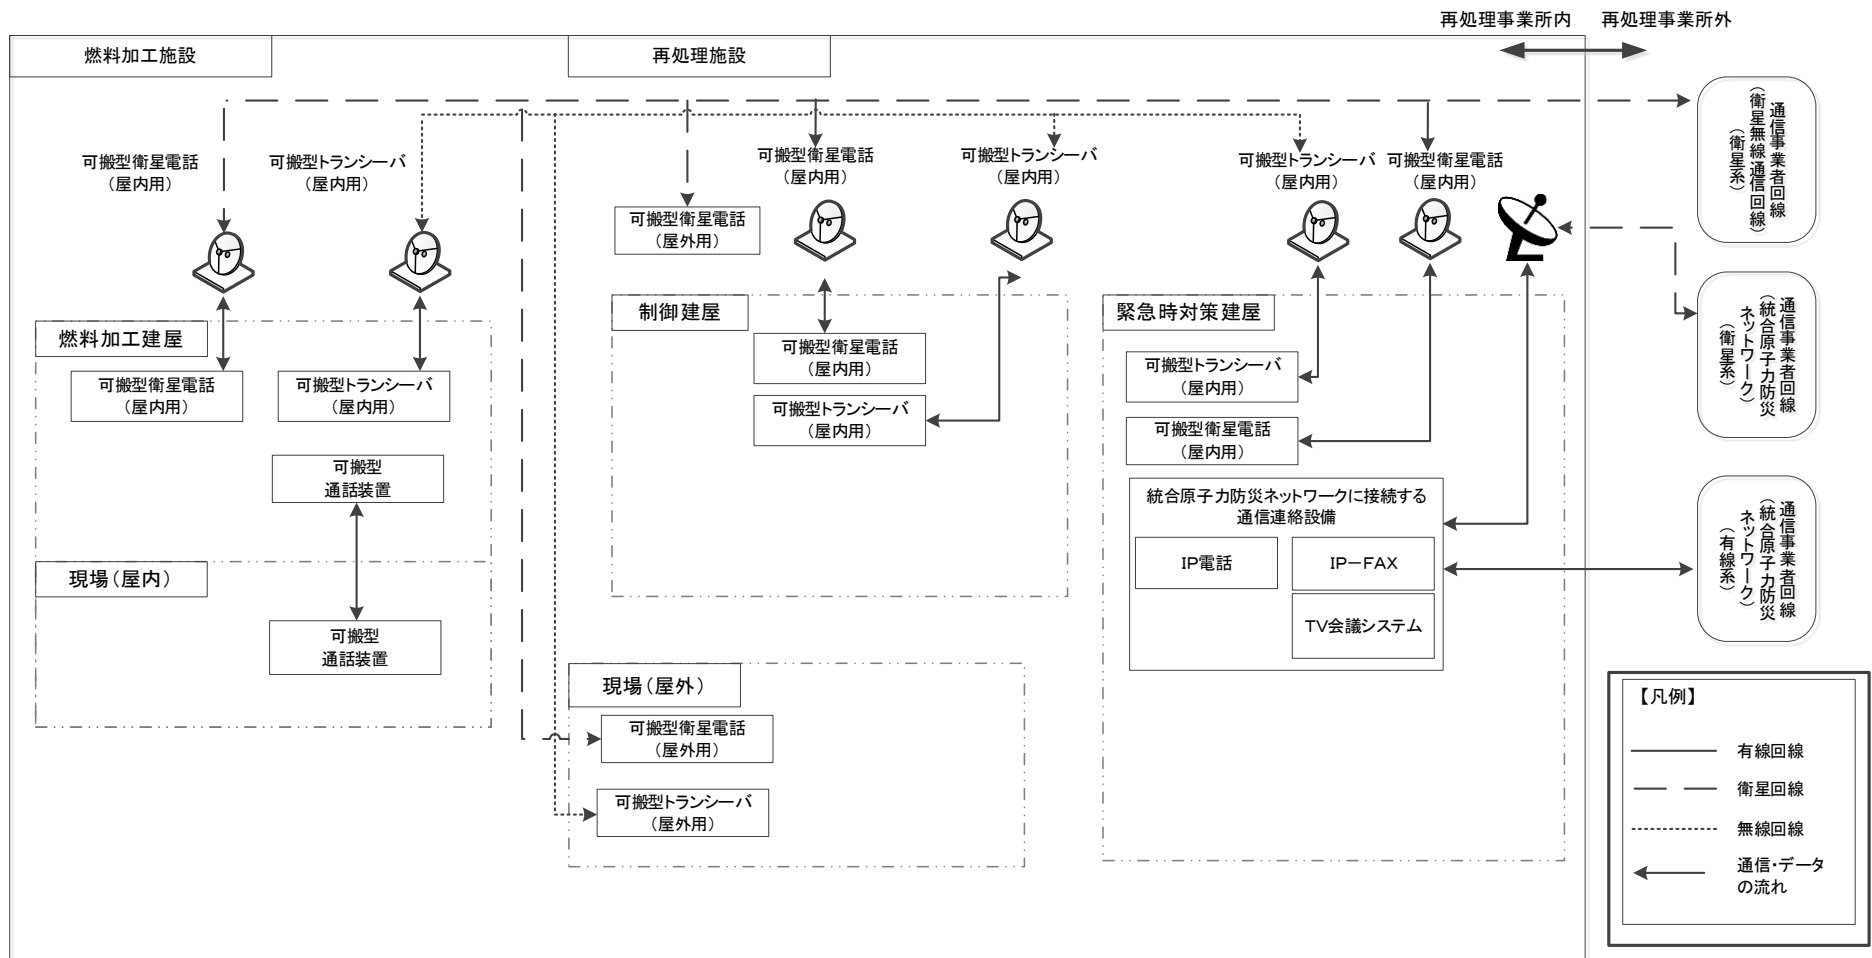 再処理事業所内
再処理事業所外
燃料加工施設
再処理施設
可搬型衛星電話
（屋内用）
可搬型トランシーバ
（屋内用）
可搬型衛星電話
（屋外用）
可搬型衛星電話
（屋内用）
可搬型トランシーバ
（屋内用）
可搬型トランシーバ
（屋内用）
可搬型衛星電話
（屋内用）
通信事業者回線
（衛星無線通信回線）
（衛星系）
燃料加工建屋
可搬型衛星電話
（屋内用）
可搬型トランシーバ
（屋内用）
可搬型
通話装置
現場（屋内）
可搬型
通話装置
制御建屋
可搬型衛星電話
（屋内用）
可搬型トランシーバ
（屋内用）
現場（屋外）
可搬型衛星電話
（屋外用）
可搬型トランシーバ
（屋外用）
緊急時対策建屋
可搬型トランシーバ
（屋内用）
可搬型衛星電話
（屋内用）
統合原子力防災ネットワークに接続する
通信連絡設備
IP電話
IP－FAX
TV会議システム
通信事業者回線
（統合原子力防災
ネットワーク）
（衛星系）
通信事業者回線
（統合原子力防災
ネットワーク）
（有線系）
【凡例】
有線回線
衛星回線
無線回線
通信・データ
の流れ